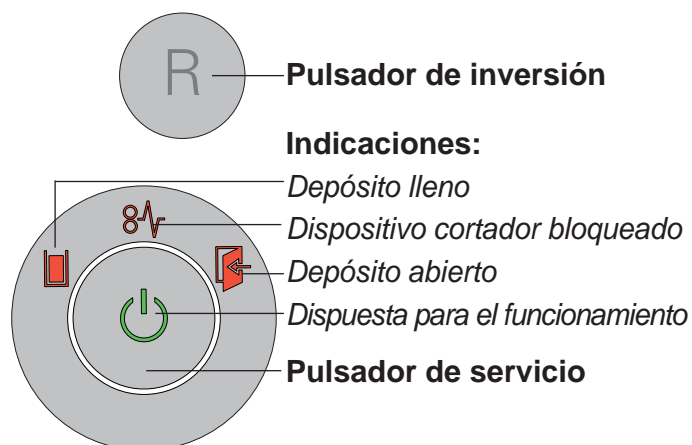 R
Pulsador de inversión
Indicaciones:
Depósito lleno
Dispositivo cortador bloqueado
Depósito abierto
Dispuesta para el funcionamiento
Pulsador de servicio